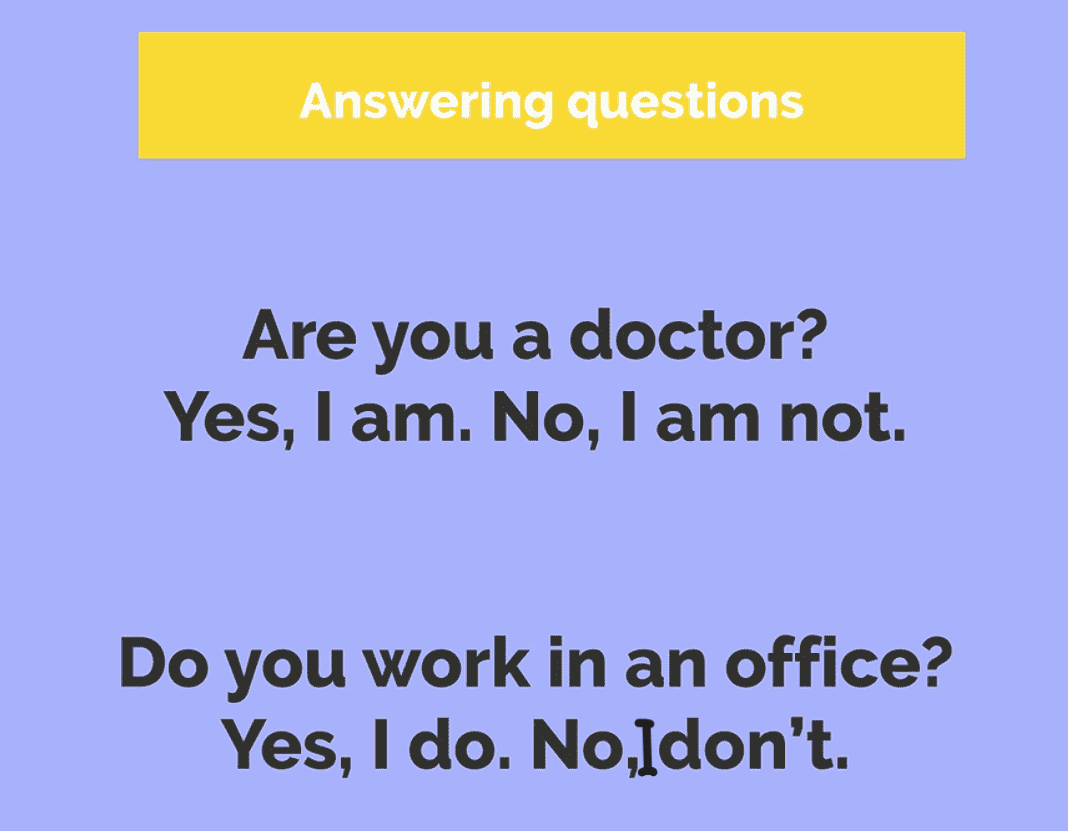 Answering questions
Are you a doctor?
Yes, I am. No, I am not.
Do you work in an office?
Yes, I do. No, I don’t.